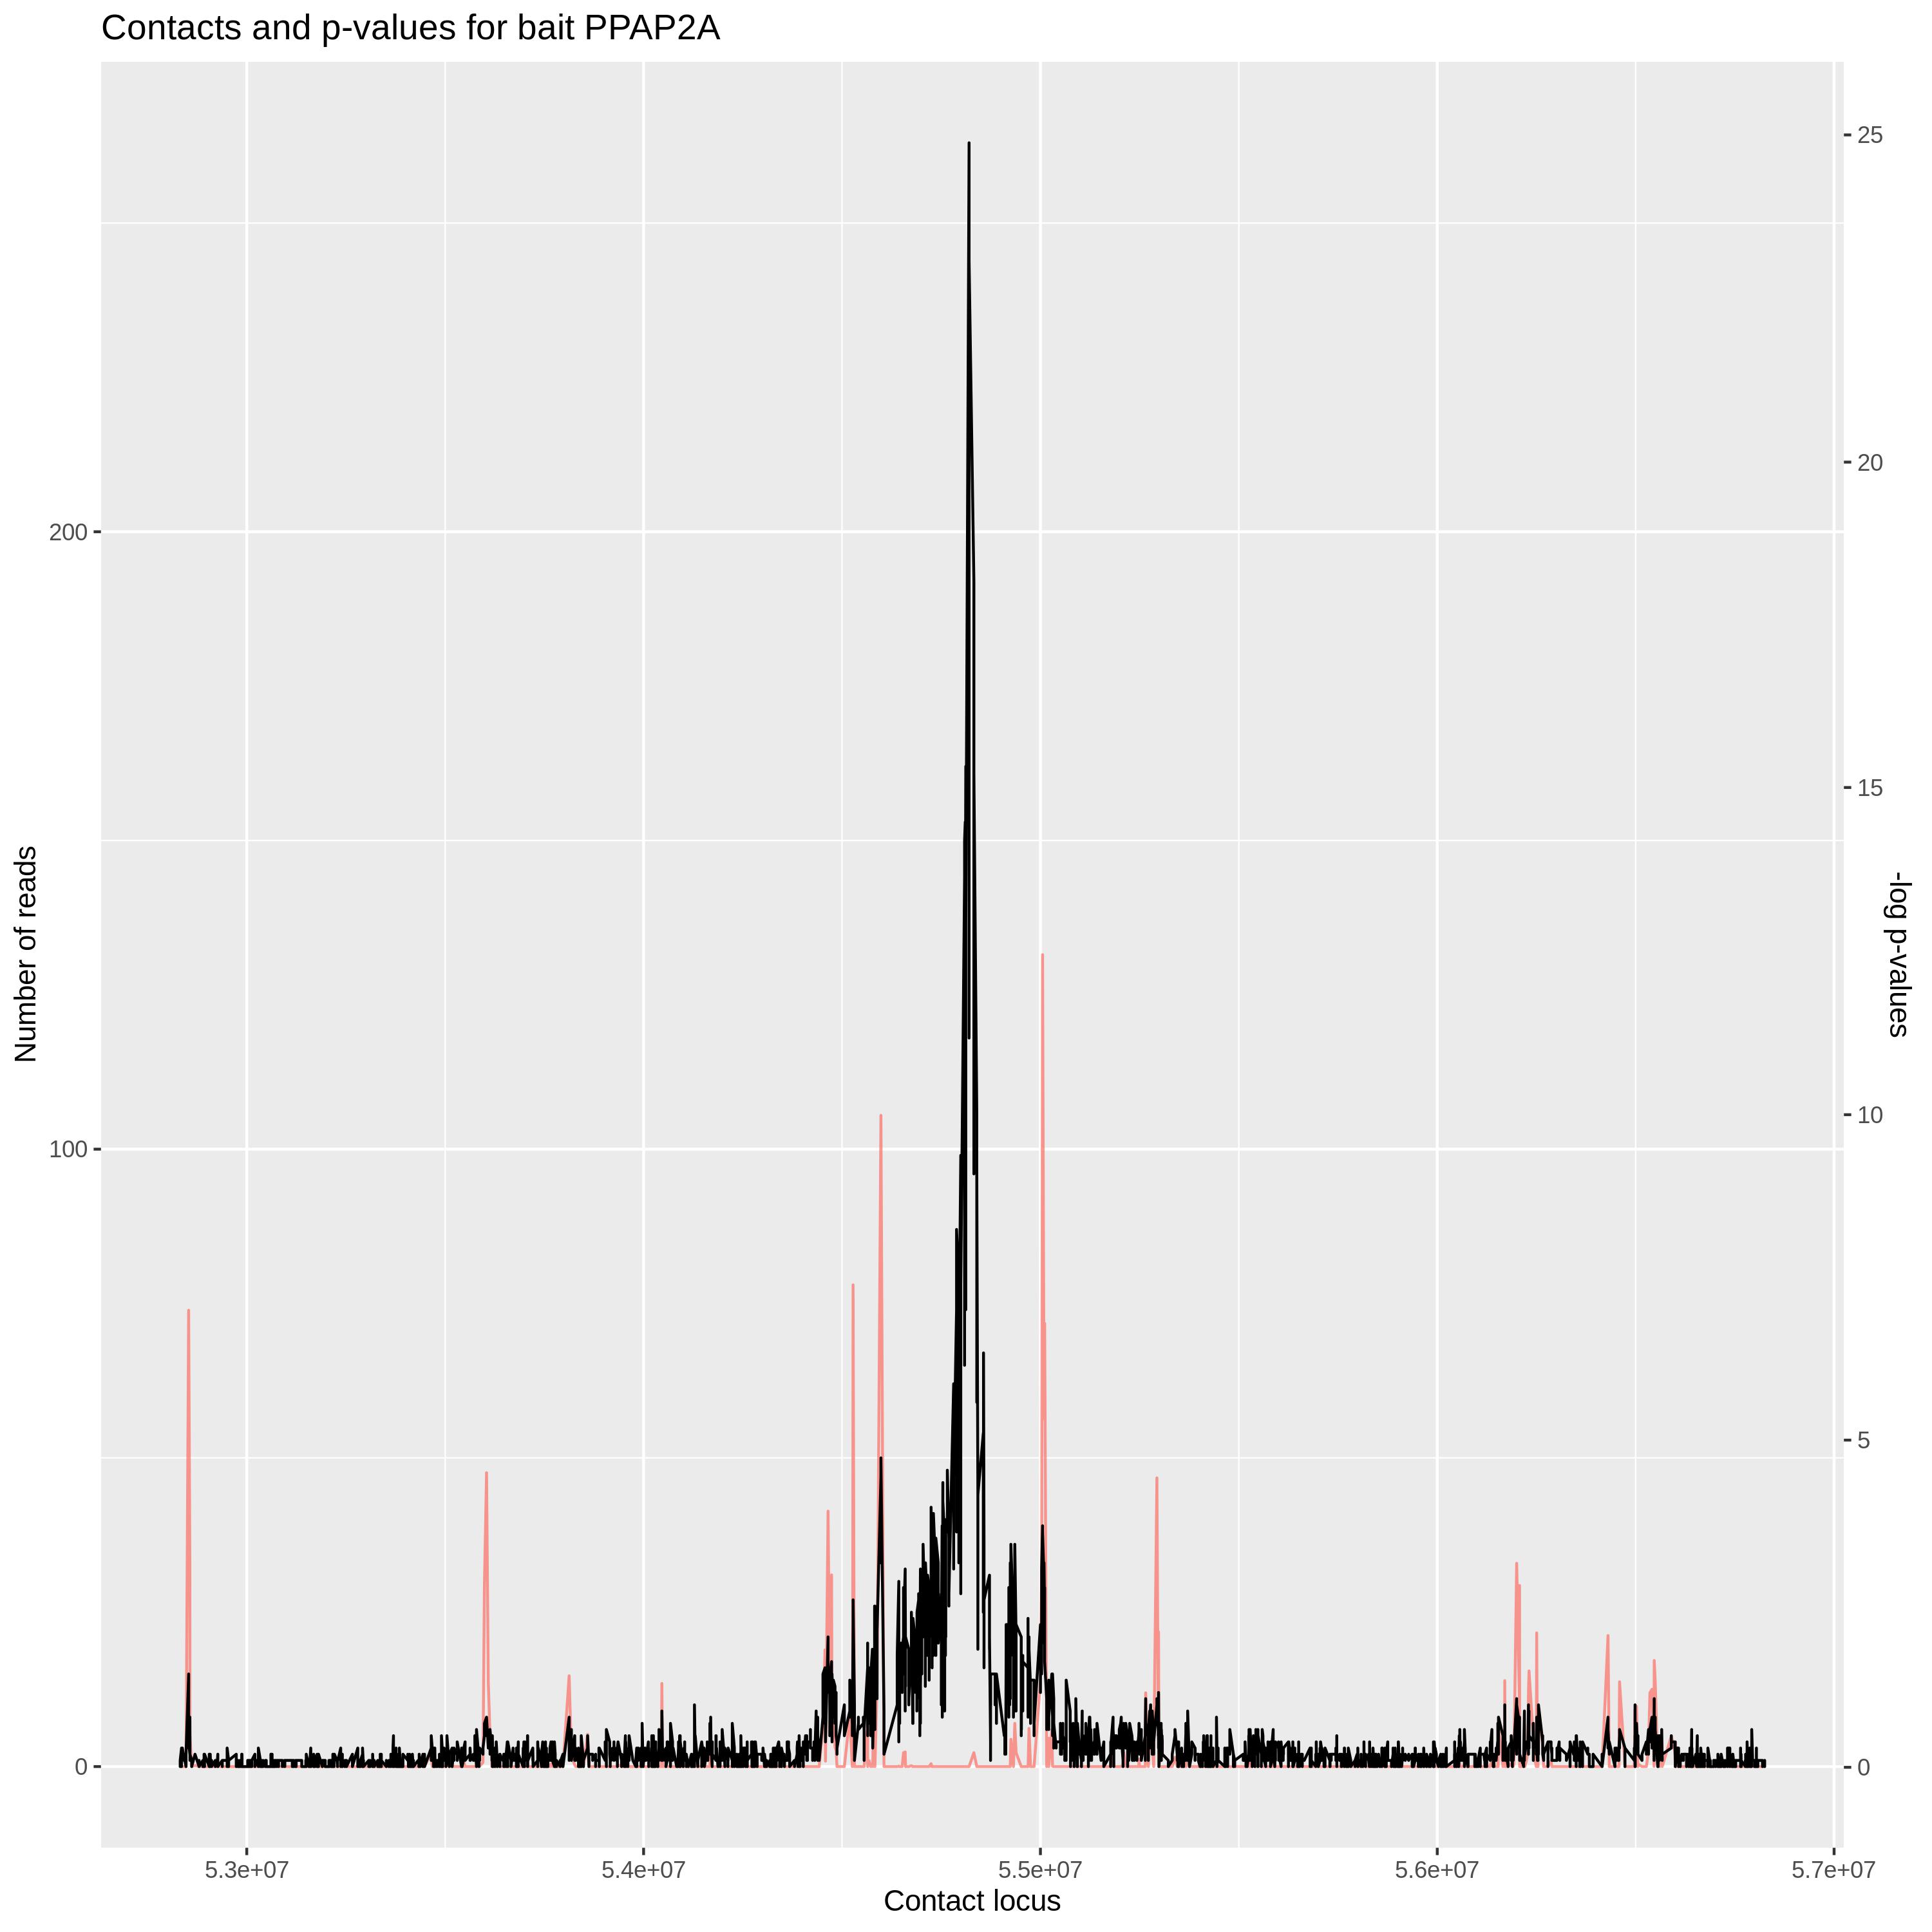 Contacts and p-values for bait PPAP2A
Number of reads
200
100
0
25
20
15
10
5
0
-log p-values
5.3e+07 5.4e+07 5.5e+07 5.6e+07 5.7e+07
Contact locus